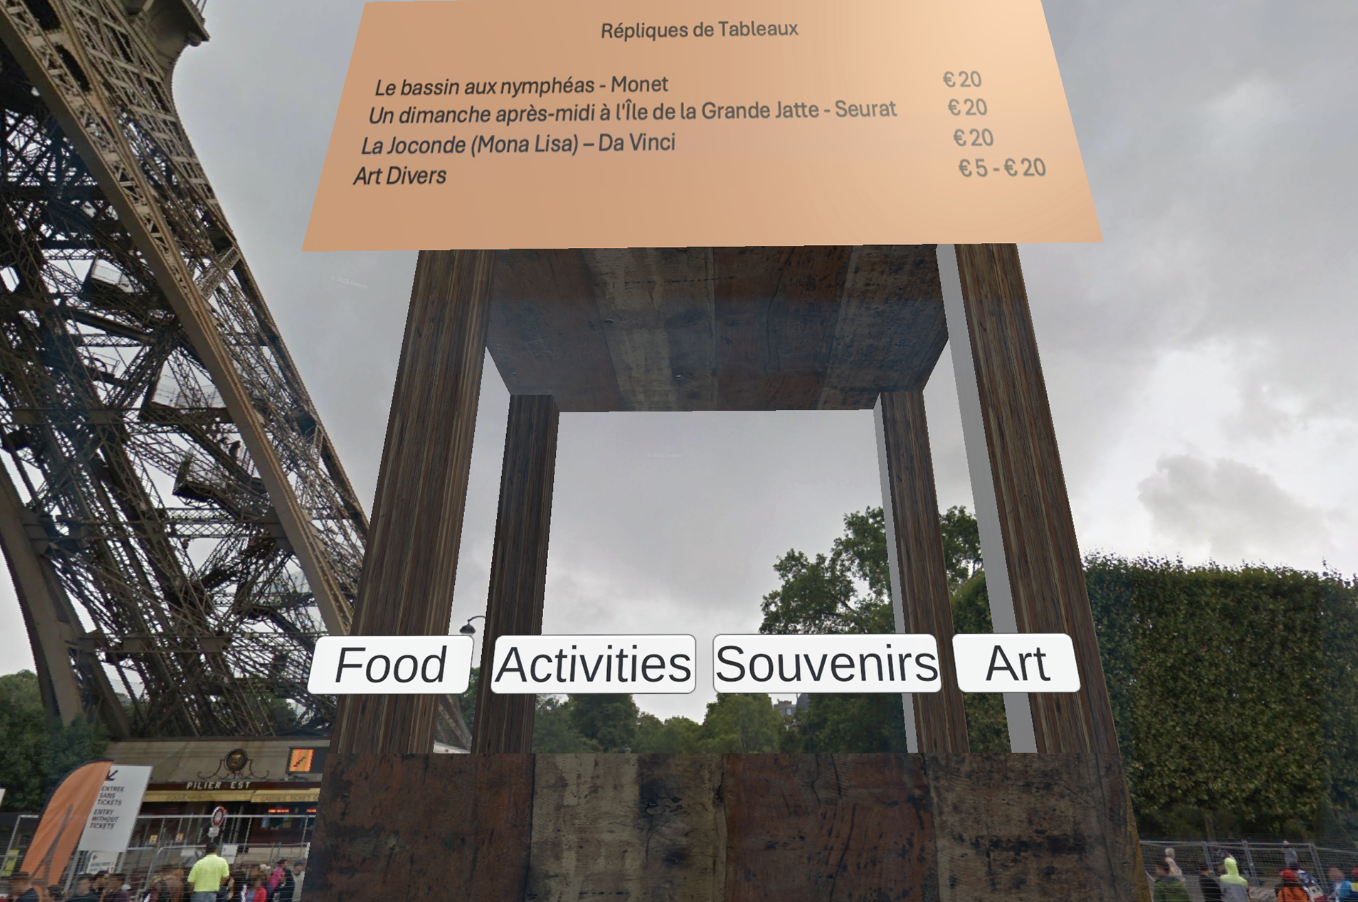 Répliques de Tableaux
Le bassin aux nymphéas - Monet €20
Un dimanche après-midi à l'Île de la Grande Jatte - Seurat €20
La Joconde (Mona Lisa) – Da Vinci €20
Art Divers €5 - €20
Food Activities Souvenirs Art
PILIER EST
ENTREE
SANS
TICKETS
ENTRY
WITHOUT
TICKETS